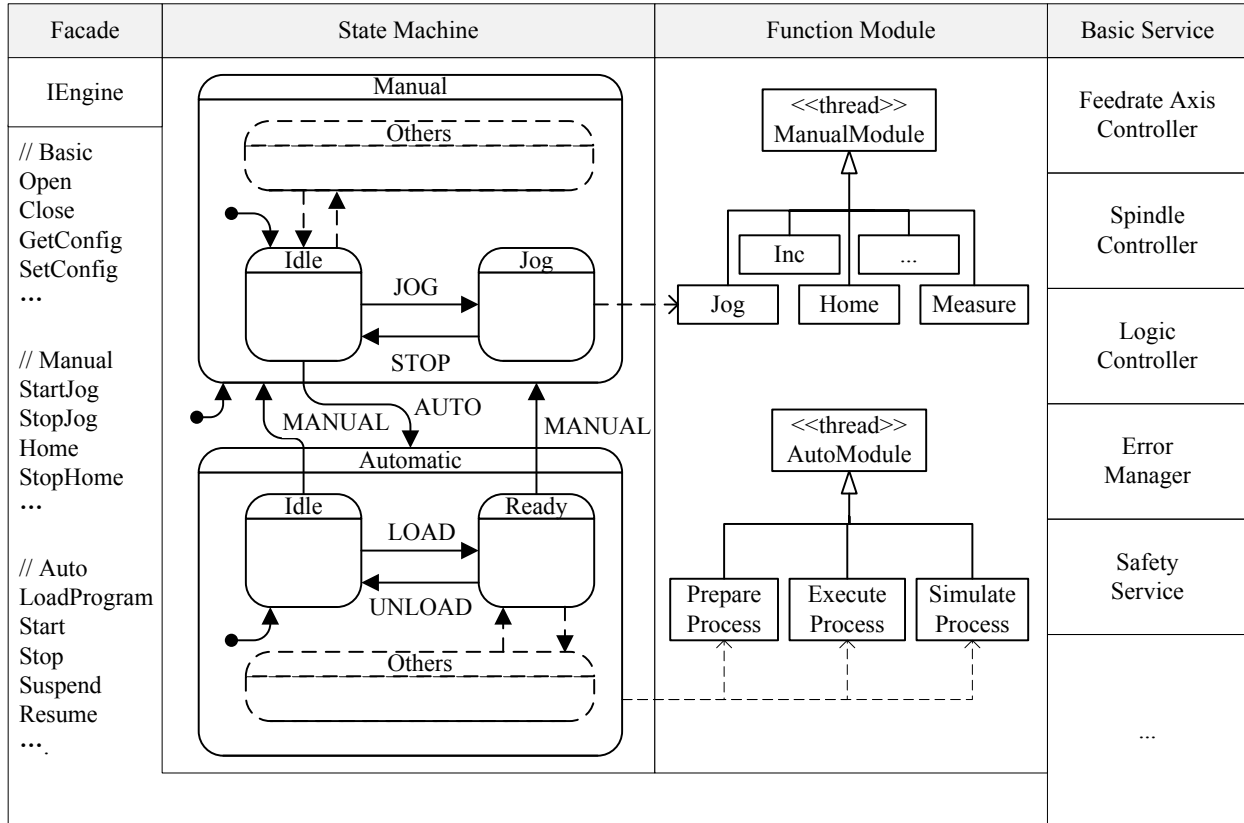 Facade
State Machine
Function Module
Basic Service
IEngine
// Basic
Open
Close
GetConfig
SetConfig
...
// Manual
StartJog
StopJog
Home
StopHome
...
// Auto
LoadProgram
Start
Stop
Suspend
Resume
....
Manual
Others
Idle
Jog
JOG
STOP
MANUAL
AUTO
MANUAL
Automatic
Idle
Ready
LOAD
UNLOAD
Others
<<thread>>
ManualModule
Inc
...
Jog
Home
Measure
<<thread>>
AutoModule
Prepare
Process
Execute
Process
Simulate
Process
Feedrate Axis
Controller
Spindle
Controller
Logic
Controller
Error
Manager
Safety
Service
...